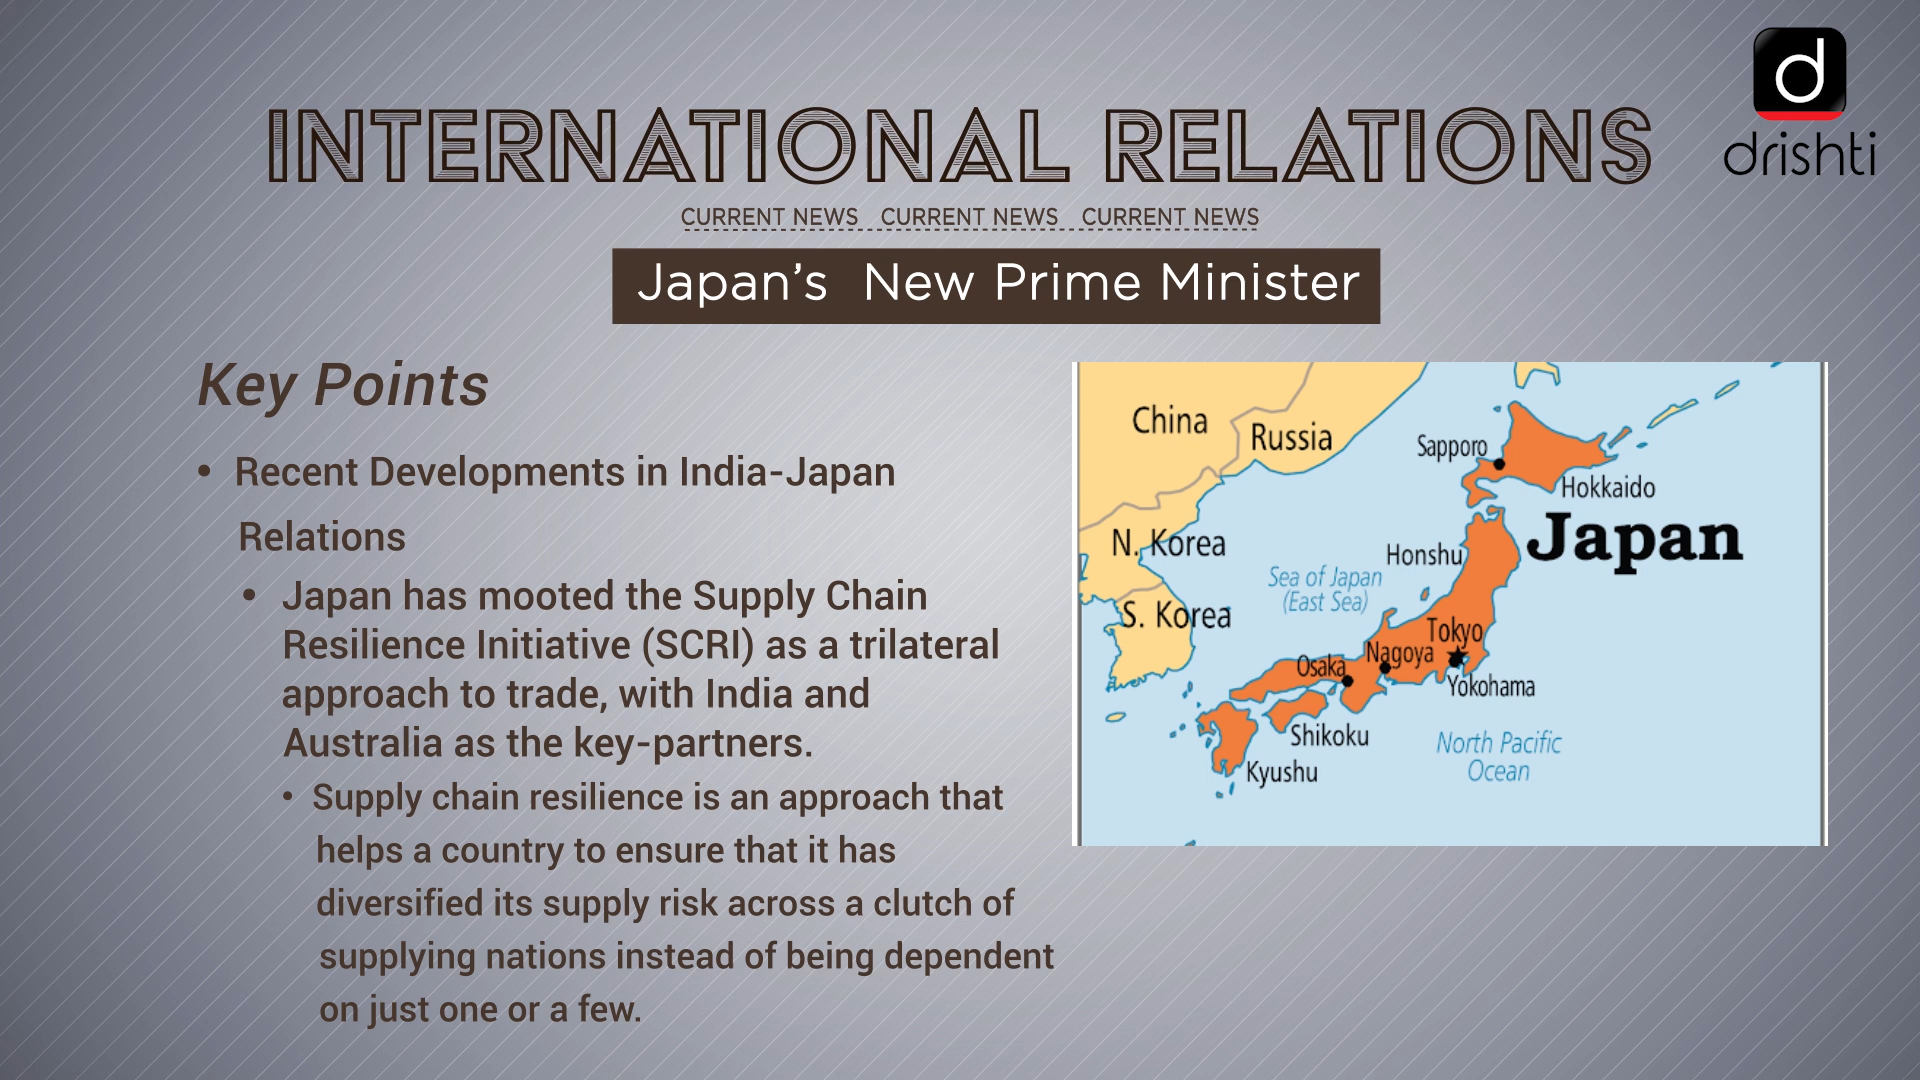 d
drishti
INTERNATIONAL RELATIONS
CURRENT NEWS CURRENT NEWS CURRENT NEWS
Japan’s New Prime Minister
Key Points
• Recent Developments in India-Japan
Relations
• Japan has mooted the Supply Chain
Resilience Initiative (SCRI) as a trilateral
approach to trade, with India and
Australia as the key-partners.
• Supply chain resilience is an approach that
helps a country to ensure that it has
diversified its supply risk across a clutch of
supplying nations instead of being dependent
on just one or a few.
China
Russia
Sapporo
Hokkaido
Japan
N. Korea
Honshu
Sea of Japan
(East Sea)
S. Korea
Tokyo
Nagoya
Osaka
Yokohama
Shikoku
North Pacific
Ocean
Kyushu